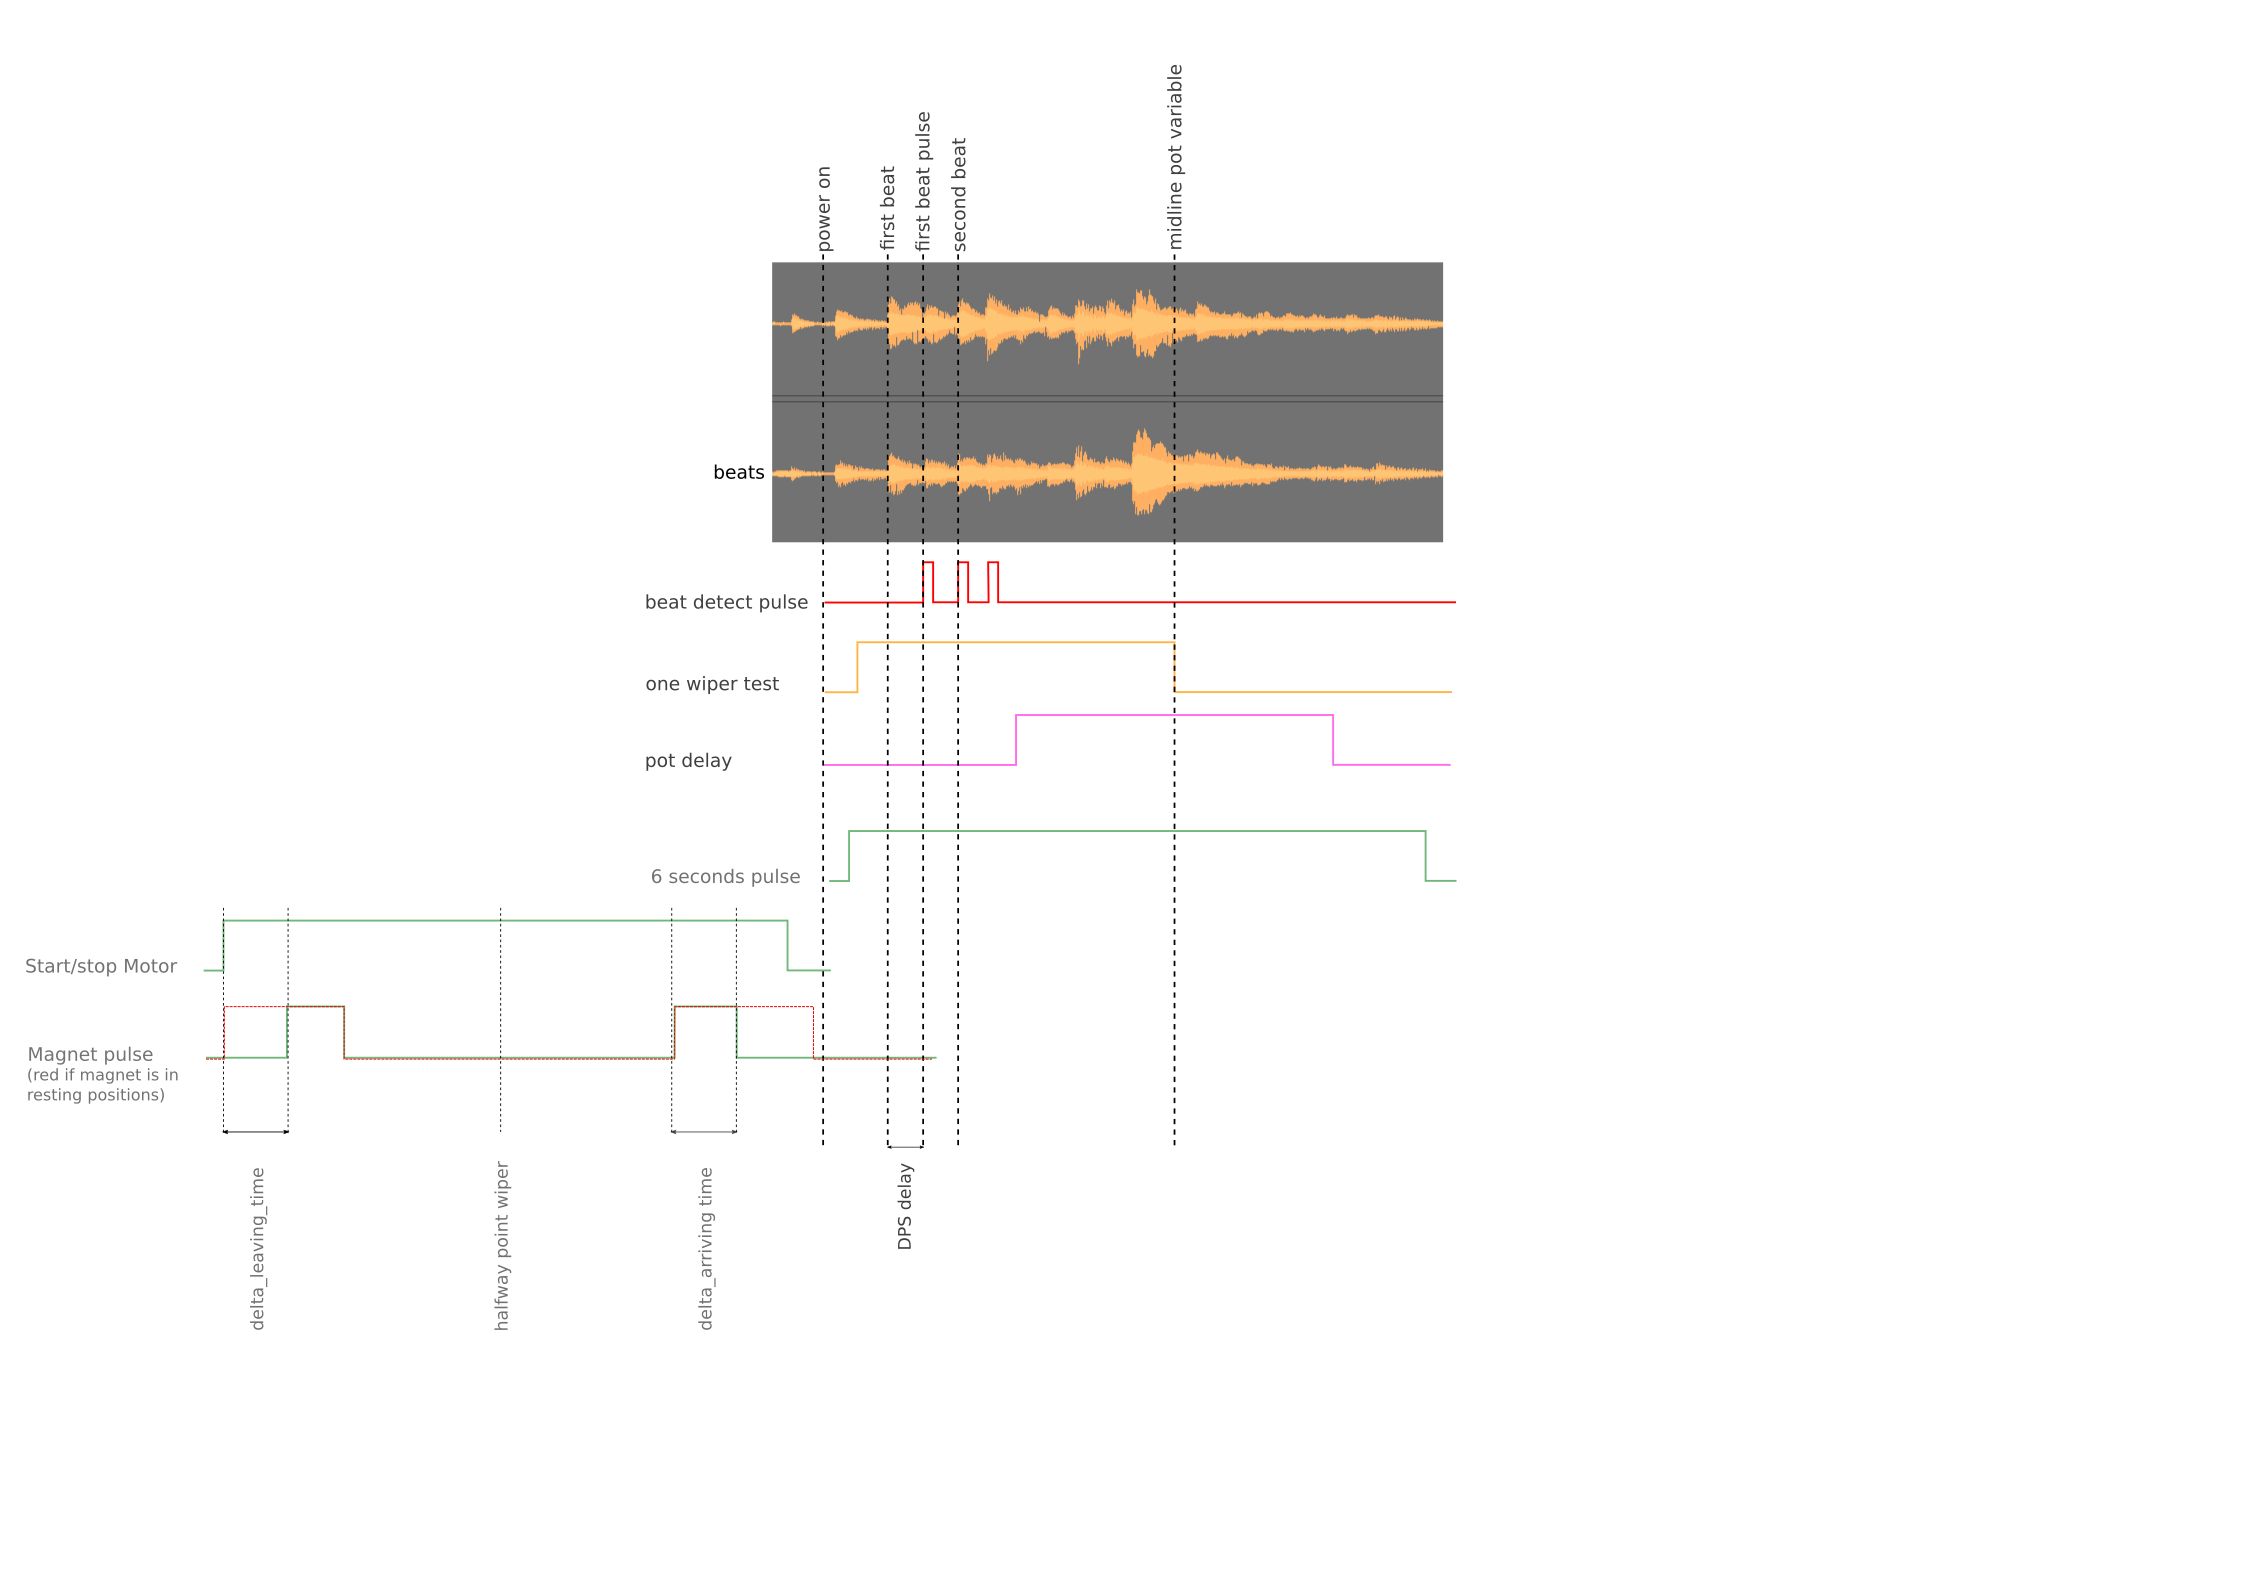 power on
first beat
first beat pulse
second beat
midline pot variable
beats
beat detect pulse
one wiper test
pot delay
6 seconds pulse
Start/stop Motor
Magnet pulse
(red if magnet is in
resting positions)
delta_leaving_time
halfway point wiper
delta_arriving time
DPS delay